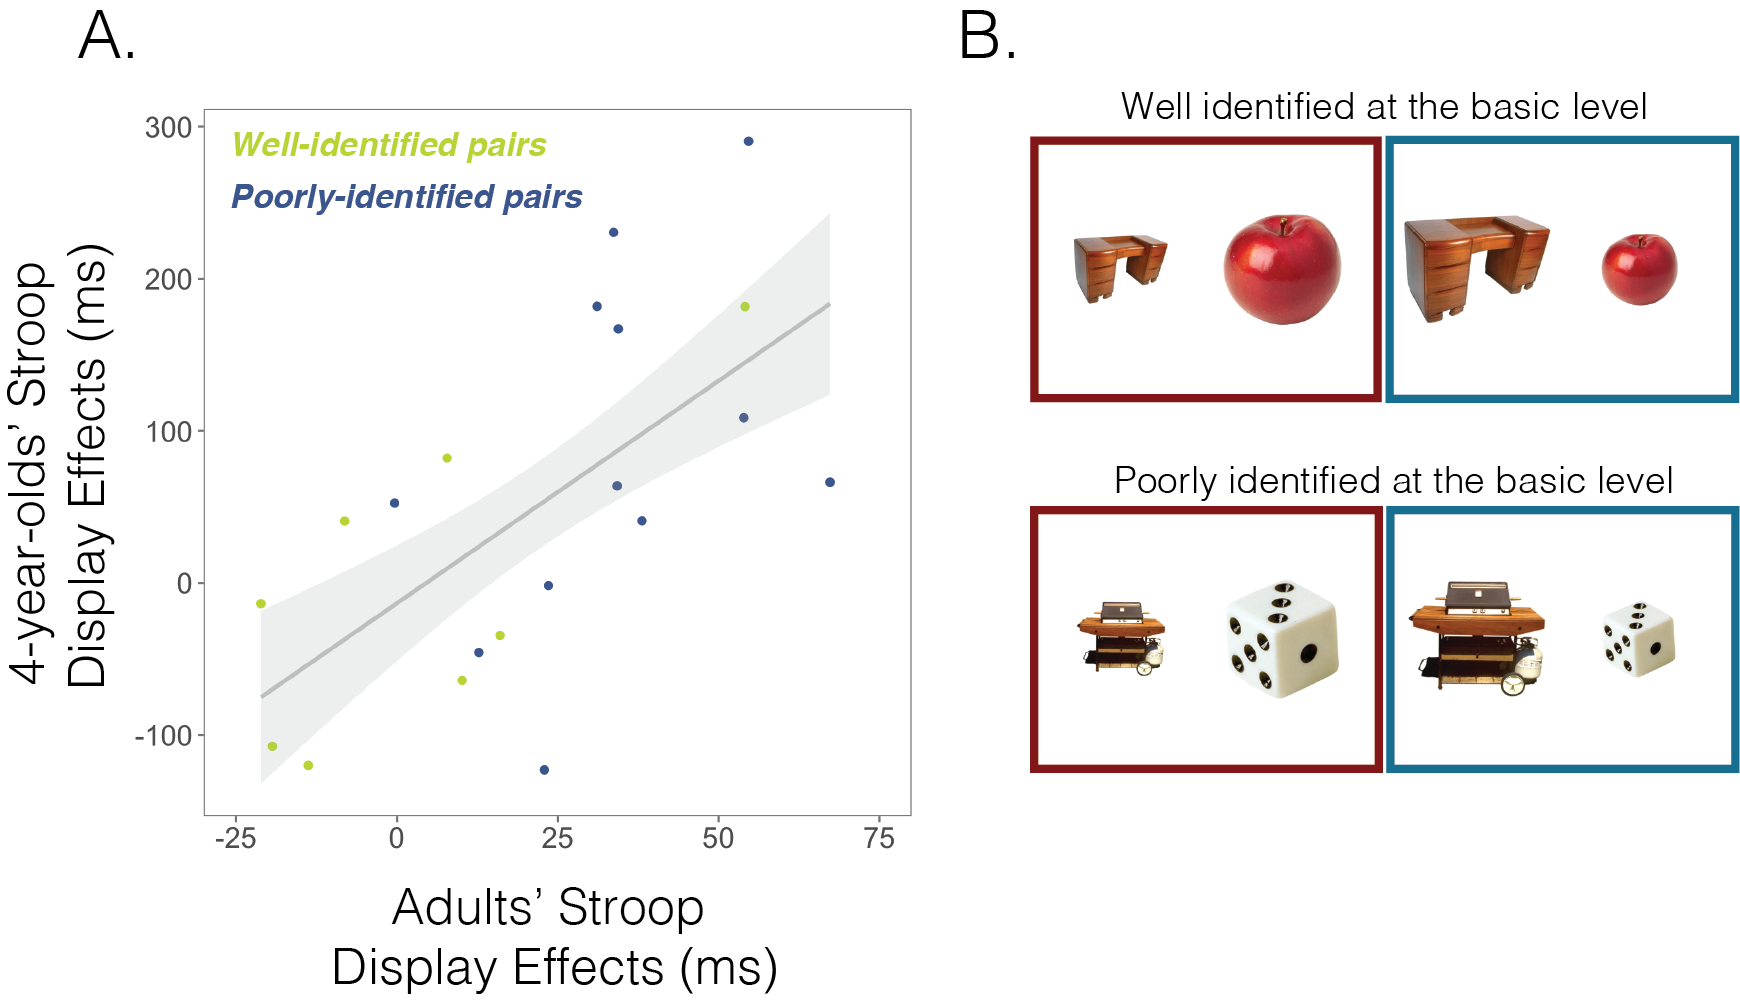 A.
B.
Well-identified pairs
Poorly-identified pairs
300
200
100
0
-100
-25
0
25
50
75
4-year-olds’ Stroop
Display Effects (ms)
Adults’ Stroop
Display Effects (ms)
Well identified at the basic level
Poorly identified at the basic level